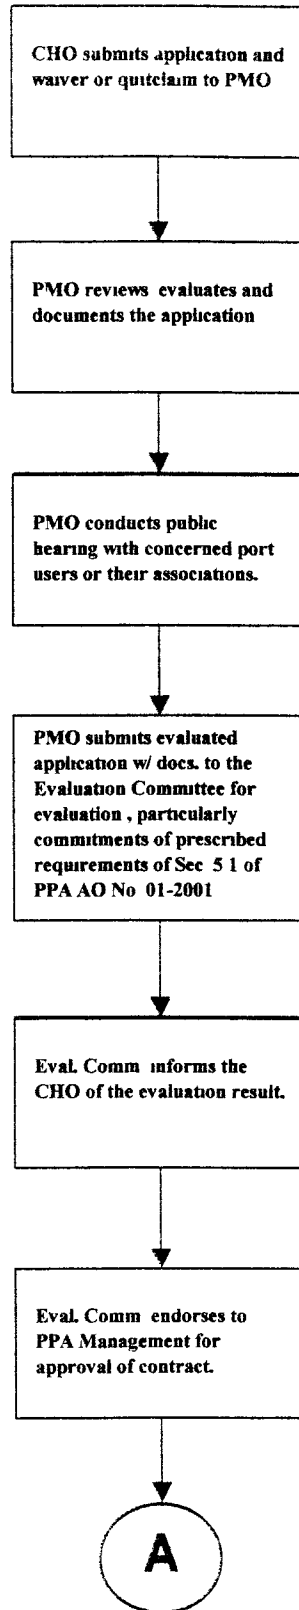 CHO submits application and
waiver or quitclaim to PMO
PMO reviews evaluates and
documents the application
PMO conducts public
hearing with concerned port
users or their associations.
PMO submits evaluated
application w/ docs. to the
Evaluation Committee for
evaluation , particularly
commitments of prescribed
requirements of Sec 5 1 of
PPA AO No 01-2001
Eval. Comm informs the
CHO of the evaluation result.
Eval. Comm endorses to
PPA Management for
approval of contract.
A